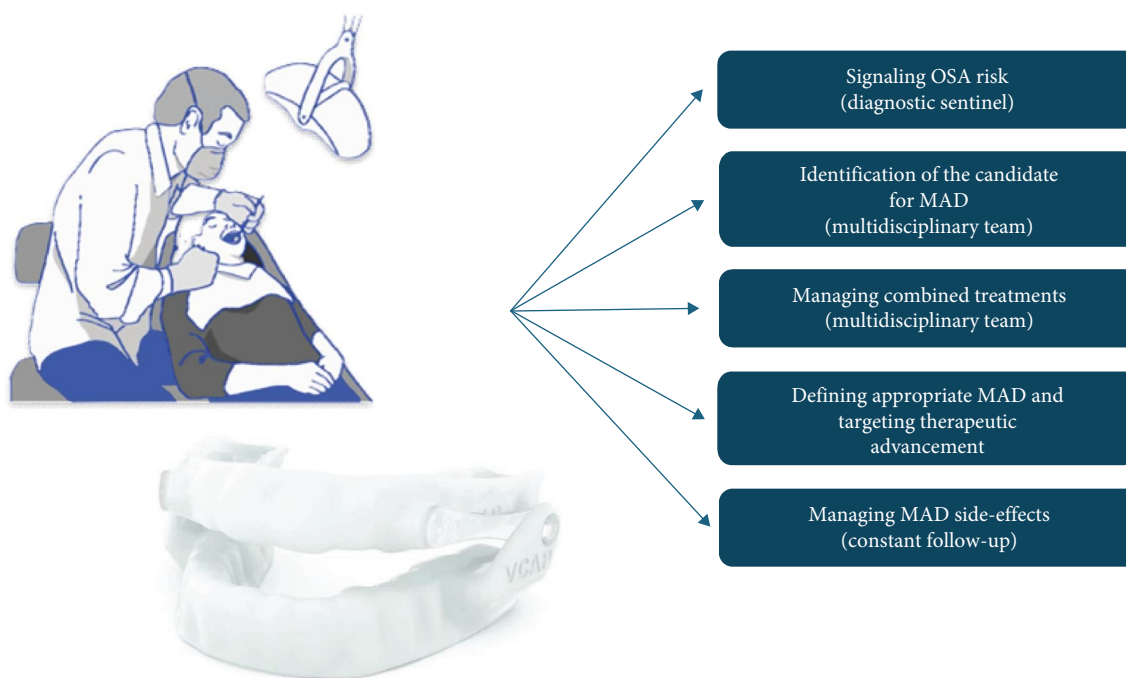 Signaling OSA risk
(diagnostic sentinel)
Identification of the candidate
for MAD
(multidisciplinary team)
Managing combined treatments
(multidisciplinary team)
Defining appropriate MAD and
targeting therapeutic
advancement
Managing MAD side-effects
(constant follow-up)